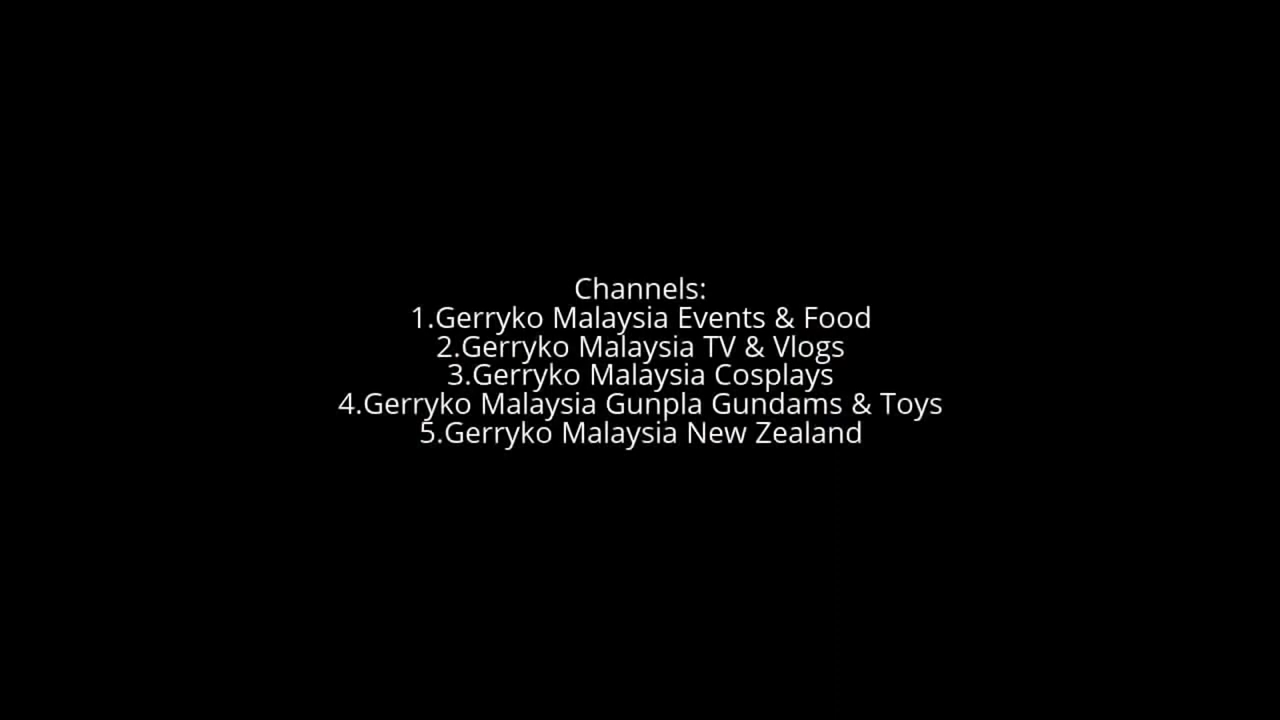 Channels:
1.Gerryko Malaysia Events & Food
2.Gerryko Malaysia TV & Vlogs
3.Gerryko Malaysia Cosplays
4.Gerryko Malaysia Gunpla Gundams & Toys
5.Gerryko Malaysia New Zealand